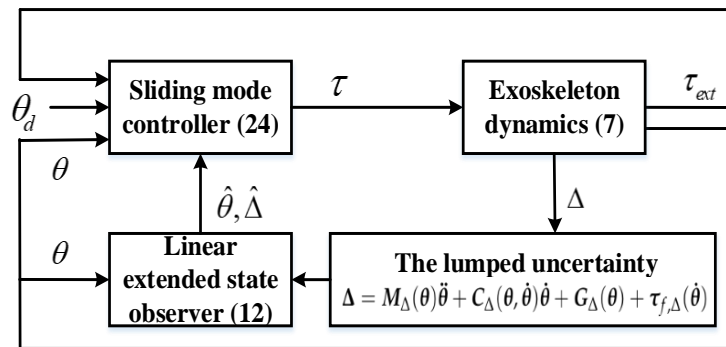 Sliding mode
controller (24)
τ
Exoskeleton
dynamics (7)
τ_ext
θ_d
θ
θ̂, Δ̂
Δ
θ
Linear
extended state
observer (12)
The lumped uncertainty
Δ = M_Δ(θ)θ̈ + C_Δ(θ, θ̇)θ̇ + G_Δ(θ) + τ_{f,Δ}(θ̇)